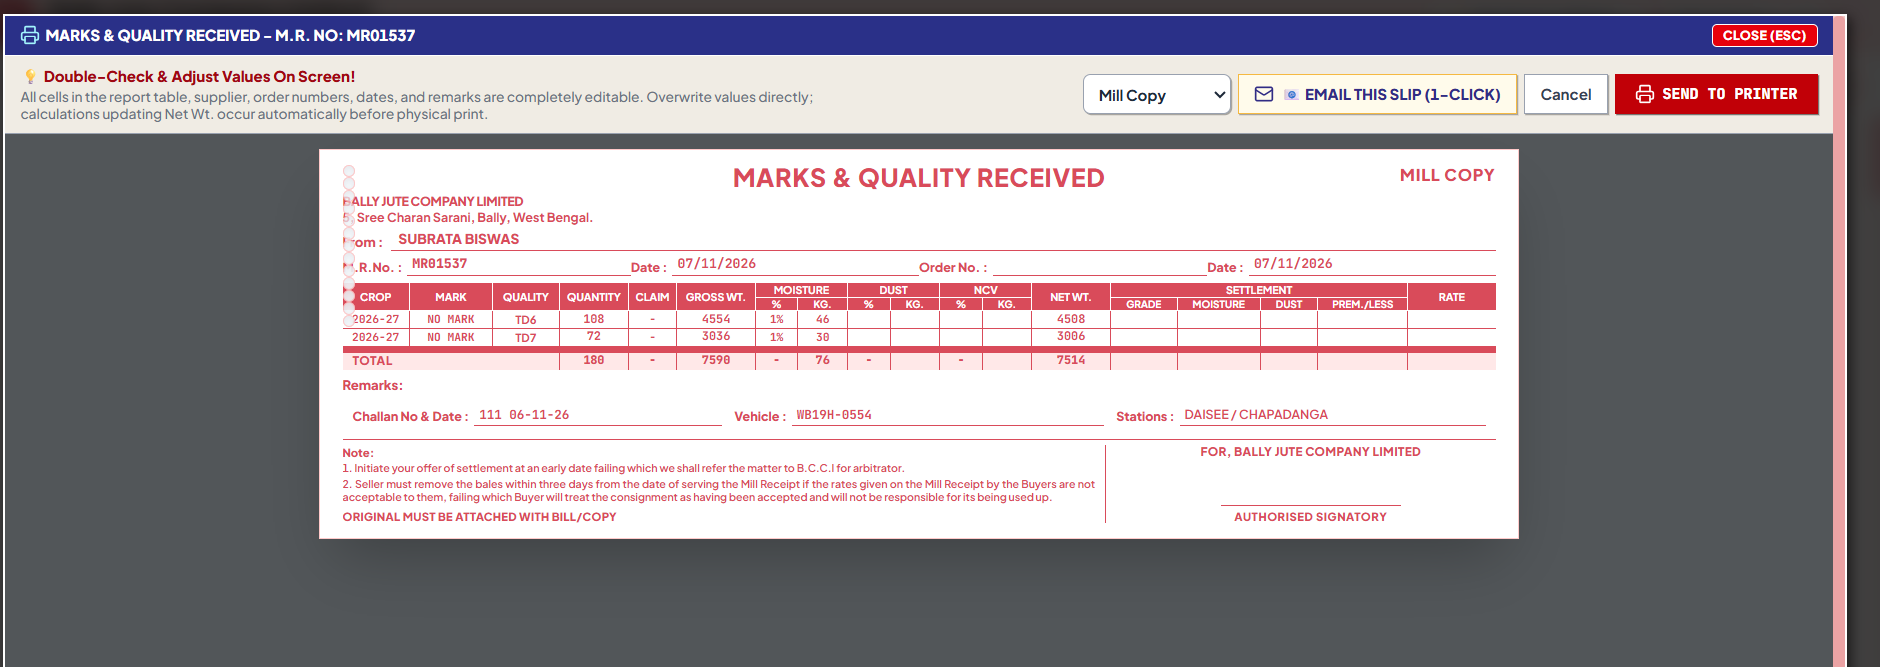 MARKS & QUALITY RECEIVED - M.R. NO: MR01537
CLOSE (ESC)
Double-Check & Adjust Values On Screen!
All cells in the report table, supplier, order numbers, dates, and remarks are completely editable. Overwrite values directly;
calculations updating Net Wt. occur automatically before physical print.
Mill Copy
EMAIL THIS SLIP (1-CLICK)
Cancel
SEND TO PRINTER
MARKS & QUALITY RECEIVED
MILL COPY
BALLY JUTE COMPANY LIMITED
5, Sree Charan Sarani, Bally, West Bengal.
From : SUBRATA BISWAS
M.R.No. : MR01537 Date : 07/11/2026 Order No. : Date : 07/11/2026
CROP MARK QUALITY QUANTITY CLAIM GROSS WT. MOISTURE DUST NCV NET WT. SETTLEMENT RATE
% KG. % KG. % KG. GRADE MOISTURE DUST PREM./LESS
2026-27 NO MARK TD6 108 - 4554 1% 46 4508
2026-27 NO MARK TD7 72 - 3036 1% 30 3006
TOTAL 180 - 7590 - 76 - - 7514
Remarks:
Challan No & Date : 111 06-11-26 Vehicle : WB19H-0554 Stations : DAISEE / CHAPADANGA
Note:
1. Initiate your offer of settlement at an early date failing which we shall refer the matter to B.C.C.I for arbitrator.
2. Seller must remove the bales within three days from the date of serving the Mill Receipt if the rates given on the Mill Receipt by the Buyers are not
acceptable to them, failing which Buyer will treat the consignment as having been accepted and will not be responsible for its being used up.
ORIGINAL MUST BE ATTACHED WITH BILL/COPY
FOR, BALLY JUTE COMPANY LIMITED
AUTHORISED SIGNATORY